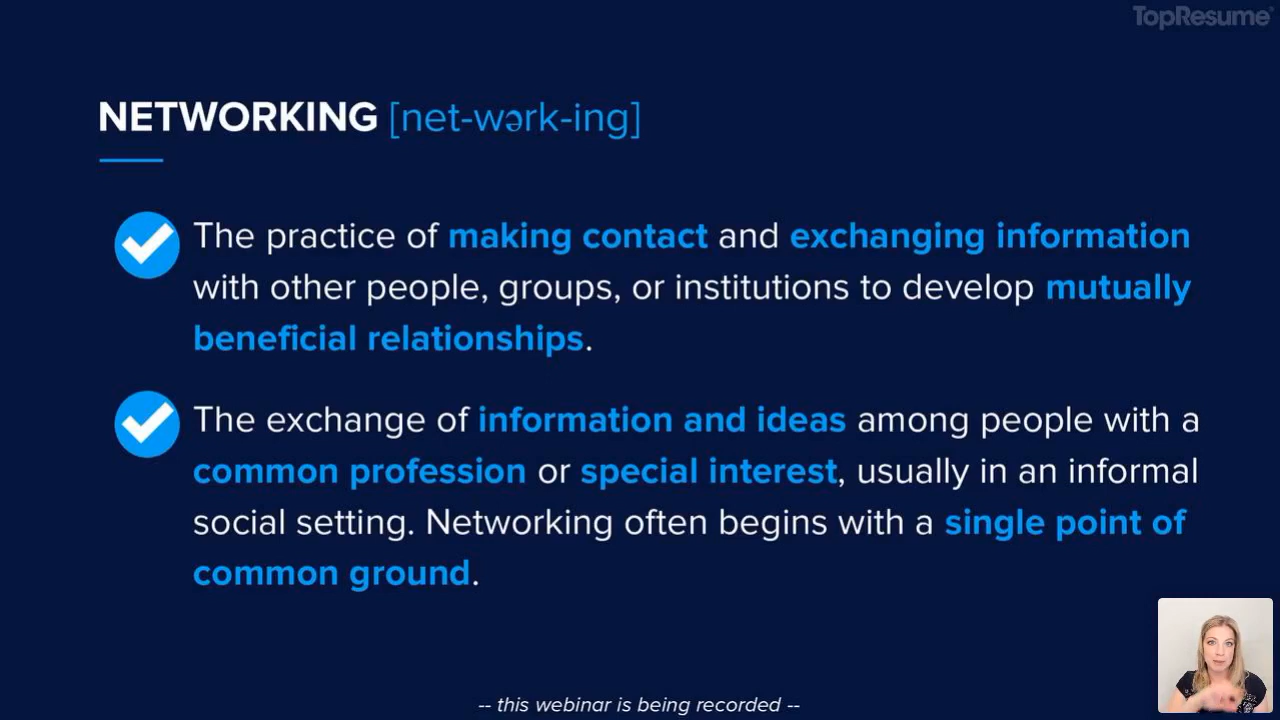 TopResume
NETWORKING [net-wərk-ing]
The practice of making contact and exchanging information
with other people, groups, or institutions to develop mutually
beneficial relationships.
The exchange of information and ideas among people with a
common profession or special interest, usually in an informal
social setting. Networking often begins with a single point of
common ground.
-- this webinar is being recorded --